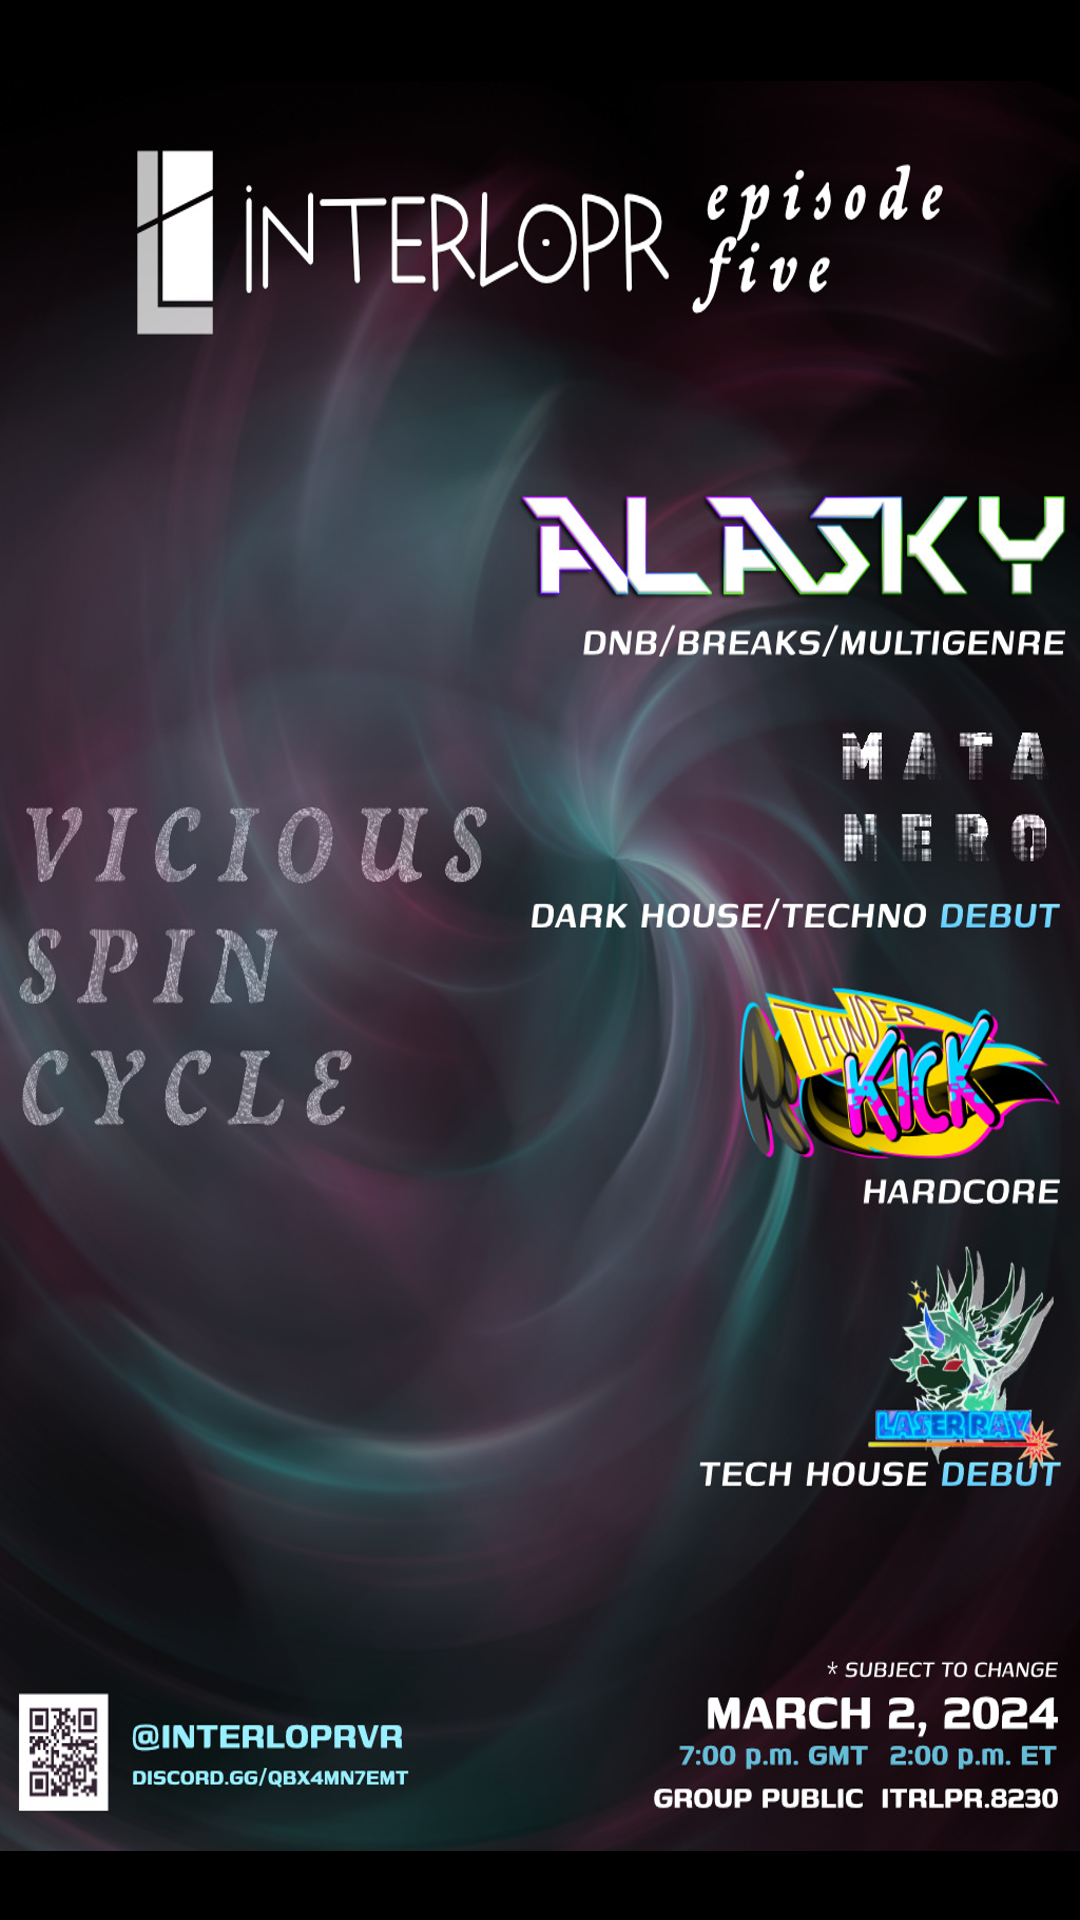 iNTERLOPR
episode
five
ALASKY
DNB/BREAKS/MULTIGENRE
MATA
NERO
DARK HOUSE/TECHNO DEBUT
VICIOUS
SPIN
CYCLE
THUNDER
KICK
HARDCORE
LASER RAY
TECH HOUSE DEBUT
* SUBJECT TO CHANGE
MARCH 2, 2024
7:00 p.m. GMT 2:00 p.m. ET
GROUP PUBLIC ITRLPR.8230
@INTERLOPRVR
DISCORD.GG/QBX4MN7EMT